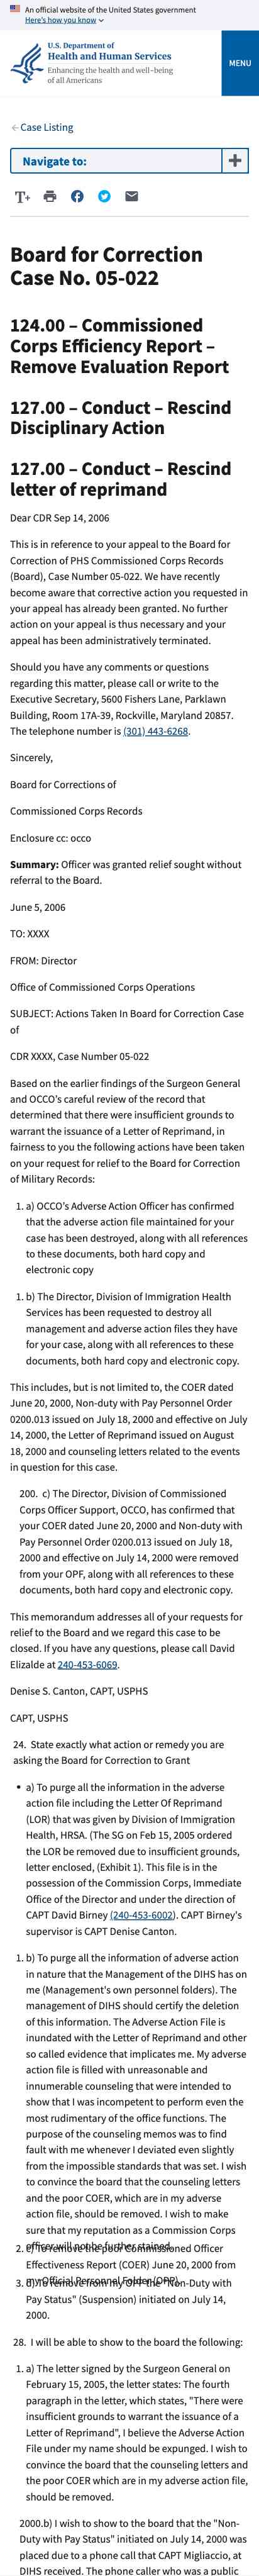 An official website of the United States government
Here's how you know
U.S. Department of
Health and Human Services
Enhancing the health and well-being
of all Americans
MENU
Case Listing
Navigate to:
T+
Board for Correction
Case No. 05-022
124.00 – Commissioned
Corps Efficiency Report –
Remove Evaluation Report
127.00 – Conduct – Rescind
Disciplinary Action
127.00 – Conduct – Rescind
letter of reprimand
Dear CDR Sep 14, 2006
This is in reference to your appeal to the Board for
Correction of PHS Commissioned Corps Records
(Board), Case Number 05-022. We have recently
become aware that corrective action you requested in
your appeal has already been granted. No further
action on your appeal is thus necessary and your
appeal has been administratively terminated.
Should you have any comments or questions
regarding this matter, please call or write to the
Executive Secretary, 5600 Fishers Lane, Parklawn
Building, Room 17A-39, Rockville, Maryland 20857.
The telephone number is (301) 443-6268.
Sincerely,
Board for Corrections of
Commissioned Corps Records
Enclosure cc: occo
Summary: Officer was granted relief sought without
referral to the Board.
June 5, 2006
TO: XXXX
FROM: Director
Office of Commissioned Corps Operations
SUBJECT: Actions Taken In Board for Correction Case
of
CDR XXXX, Case Number 05-022
Based on the earlier findings of the Surgeon General
and OCCO's careful review of the record that
determined that there were insufficient grounds to
warrant the issuance of a Letter of Reprimand, in
fairness to you the following actions have been taken
on your request for relief to the Board for Correction
of Military Records:
1. a) OCCO's Adverse Action Officer has confirmed
that the adverse action file maintained for your
case has been destroyed, along with all references
to these documents, both hard copy and
electronic copy
1. b) The Director, Division of Immigration Health
Services has been requested to destroy all
management and adverse action files they have
for your case, along with all references to these
documents, both hard copy and electronic copy.
This includes, but is not limited to, the COER dated
June 20, 2000, Non-duty with Pay Personnel Order
0200.013 issued on July 18, 2000 and effective on July
14, 2000, the Letter of Reprimand issued on August
18, 2000 and counseling letters related to the events
in question for this case.
200. c) The Director, Division of Commissioned
Corps Officer Support, OCCO, has confirmed that
your COER dated June 20, 2000 and Non-duty with
Pay Personnel Order 0200.013 issued on July 18,
2000 and effective on July 14, 2000 were removed
from your OPF, along with all references to these
documents, both hard copy and electronic copy.
This memorandum addresses all of your requests for
relief to the Board and we regard this case to be
closed. If you have any questions, please call David
Elizalde at 240-453-6069.
Denise S. Canton, CAPT, USPHS
CAPT, USPHS
24. State exactly what action or remedy you are
asking the Board for Correction to Grant
• a) To purge all the information in the adverse
action file including the Letter Of Reprimand
(LOR) that was given by Division of Immigration
Health, HRSA. (The SG on Feb 15, 2005 ordered
the LOR be removed due to insufficient grounds,
letter enclosed, (Exhibit 1). This file is in the
possession of the Commission Corps, Immediate
Office of the Director and under the direction of
CAPT David Birney (240-453-6002). CAPT Birney's
supervisor is CAPT Denise Canton.
1. b) To purge all the information of adverse action
in nature that the Management of the DIHS has on
me (Management's own personnel folders). The
management of DIHS should certify the deletion
of this information. The Adverse Action File is
inundated with the Letter of Reprimand and other
so called evidence that implicates me. My adverse
action file is filled with unreasonable and
innumerable counseling that were intended to
show that I was incompetent to perform even the
most rudimentary of the office functions. The
purpose of the counseling memos was to find
fault with me whenever I deviated even slightly
from the impossible standards that was set. I wish
to convince the board that the counseling letters
and the poor COER, which are in my adverse
action file, should be removed. I wish to make
sure that my reputation as a Commission Corps
officer will not be further stained.
2. c) To remove the poor Commissioned Officer
Effectiveness Report (COER) June 20, 2000 from
my Official Personnel Folder (OPF).
3. d) To remove from my OPF the "Non-Duty with
Pay Status" (Suspension) initiated on July 14,
2000.
28. I will be able to show to the board the following:
1. a) The letter signed by the Surgeon General on
February 15, 2005, the letter states: The fourth
paragraph in the letter, which states, "There were
insufficient grounds to warrant the issuance of a
Letter of Reprimand", I believe the Adverse Action
File under my name should be expunged. I wish to
convince the board that the counseling letters and
the poor COER which are in my adverse action file,
should be removed.
2000.b) I wish to show to the board that the "Non-
Duty with Pay Status" initiated on July 14, 2000 was
placed due to a phone call that CAPT Migliaccio, at
DIHS received. The phone caller who was a public